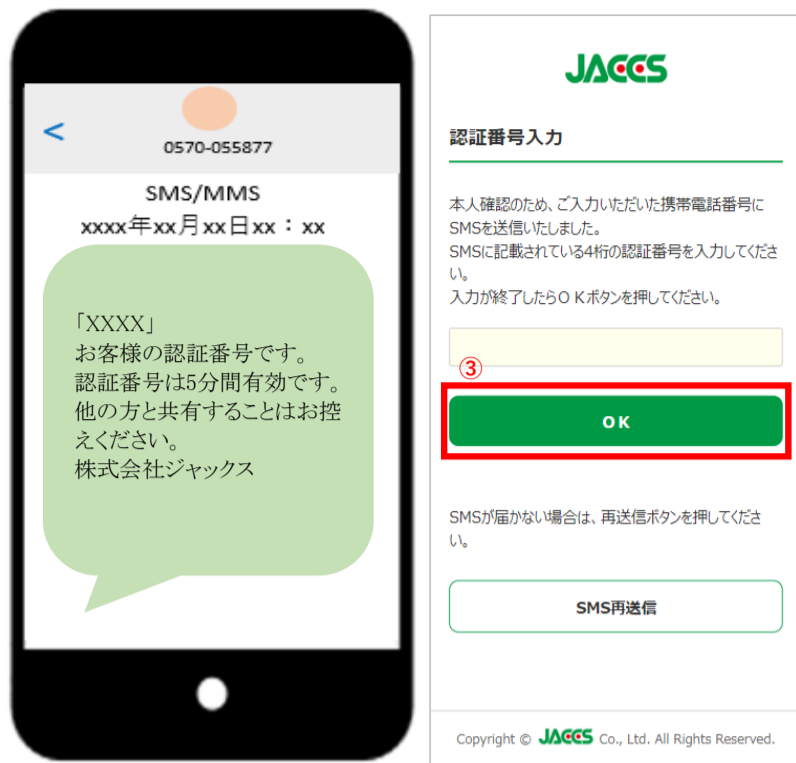 <
0570-055877
SMS/MMS
xxxx年xx月xx日xx：xx
「XXXX」
お客様の認証番号です。
認証番号は5分間有効です。
他の方と共有することはお控
えください。
株式会社ジャックス
JACCS
認証番号入力
本人確認のため、ご入力いただいた携帯電話番号に
SMSを送信いたしました。
SMSに記載されている4桁の認証番号を入力してくださ
い。
入力が終了したらＯＫボタンを押してください。
③
OK
SMSが届かない場合は、再送信ボタンを押してくださ
い。
SMS再送信
Copyright © JACCS Co., Ltd. All Rights Reserved.